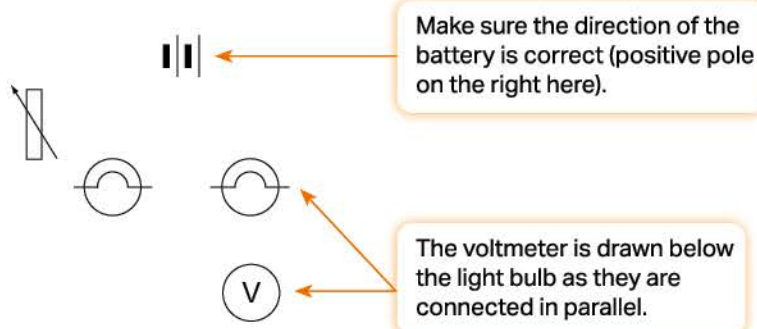 Make sure the direction of the
battery is correct (positive pole
on the right here).
The voltmeter is drawn below
the light bulb as they are
connected in parallel.
V